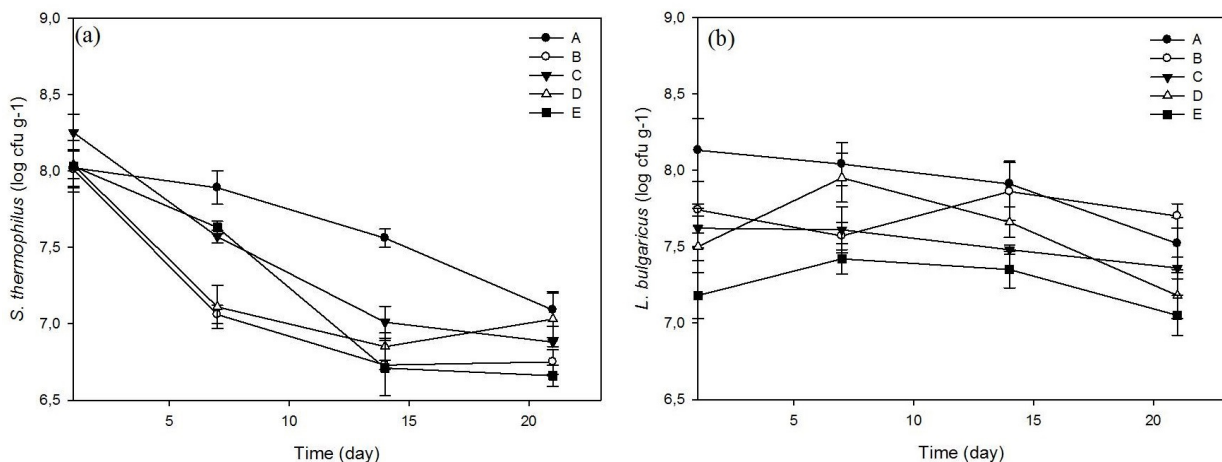 (a)
S. thermophilus (log cfu g-1)
9,0
8,5
8,0
7,5
7,0
6,5
5
10
15
20
Time (day)
A
B
C
D
E
(b)
L. bulgaricus (log cfu g-1)
9,0
8,5
8,0
7,5
7,0
6,5
5
10
15
20
Time (day)
A
B
C
D
E